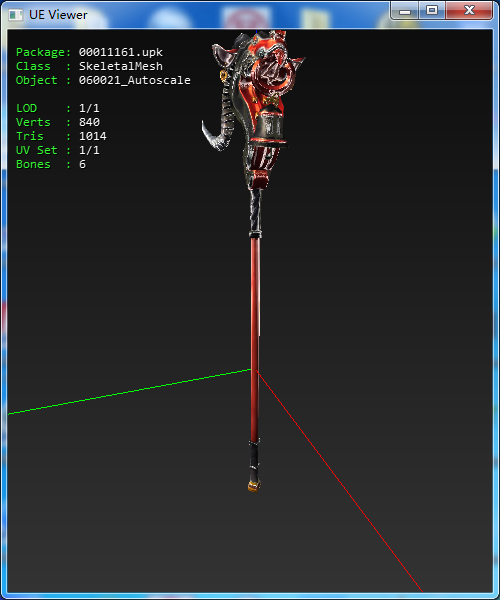 UE Viewer
Package: 00011161.upk
Class : SkeletalMesh
Object : 060021_Autoscale
LOD : 1/1
Verts : 840
Tris : 1014
UV Set : 1/1
Bones : 6